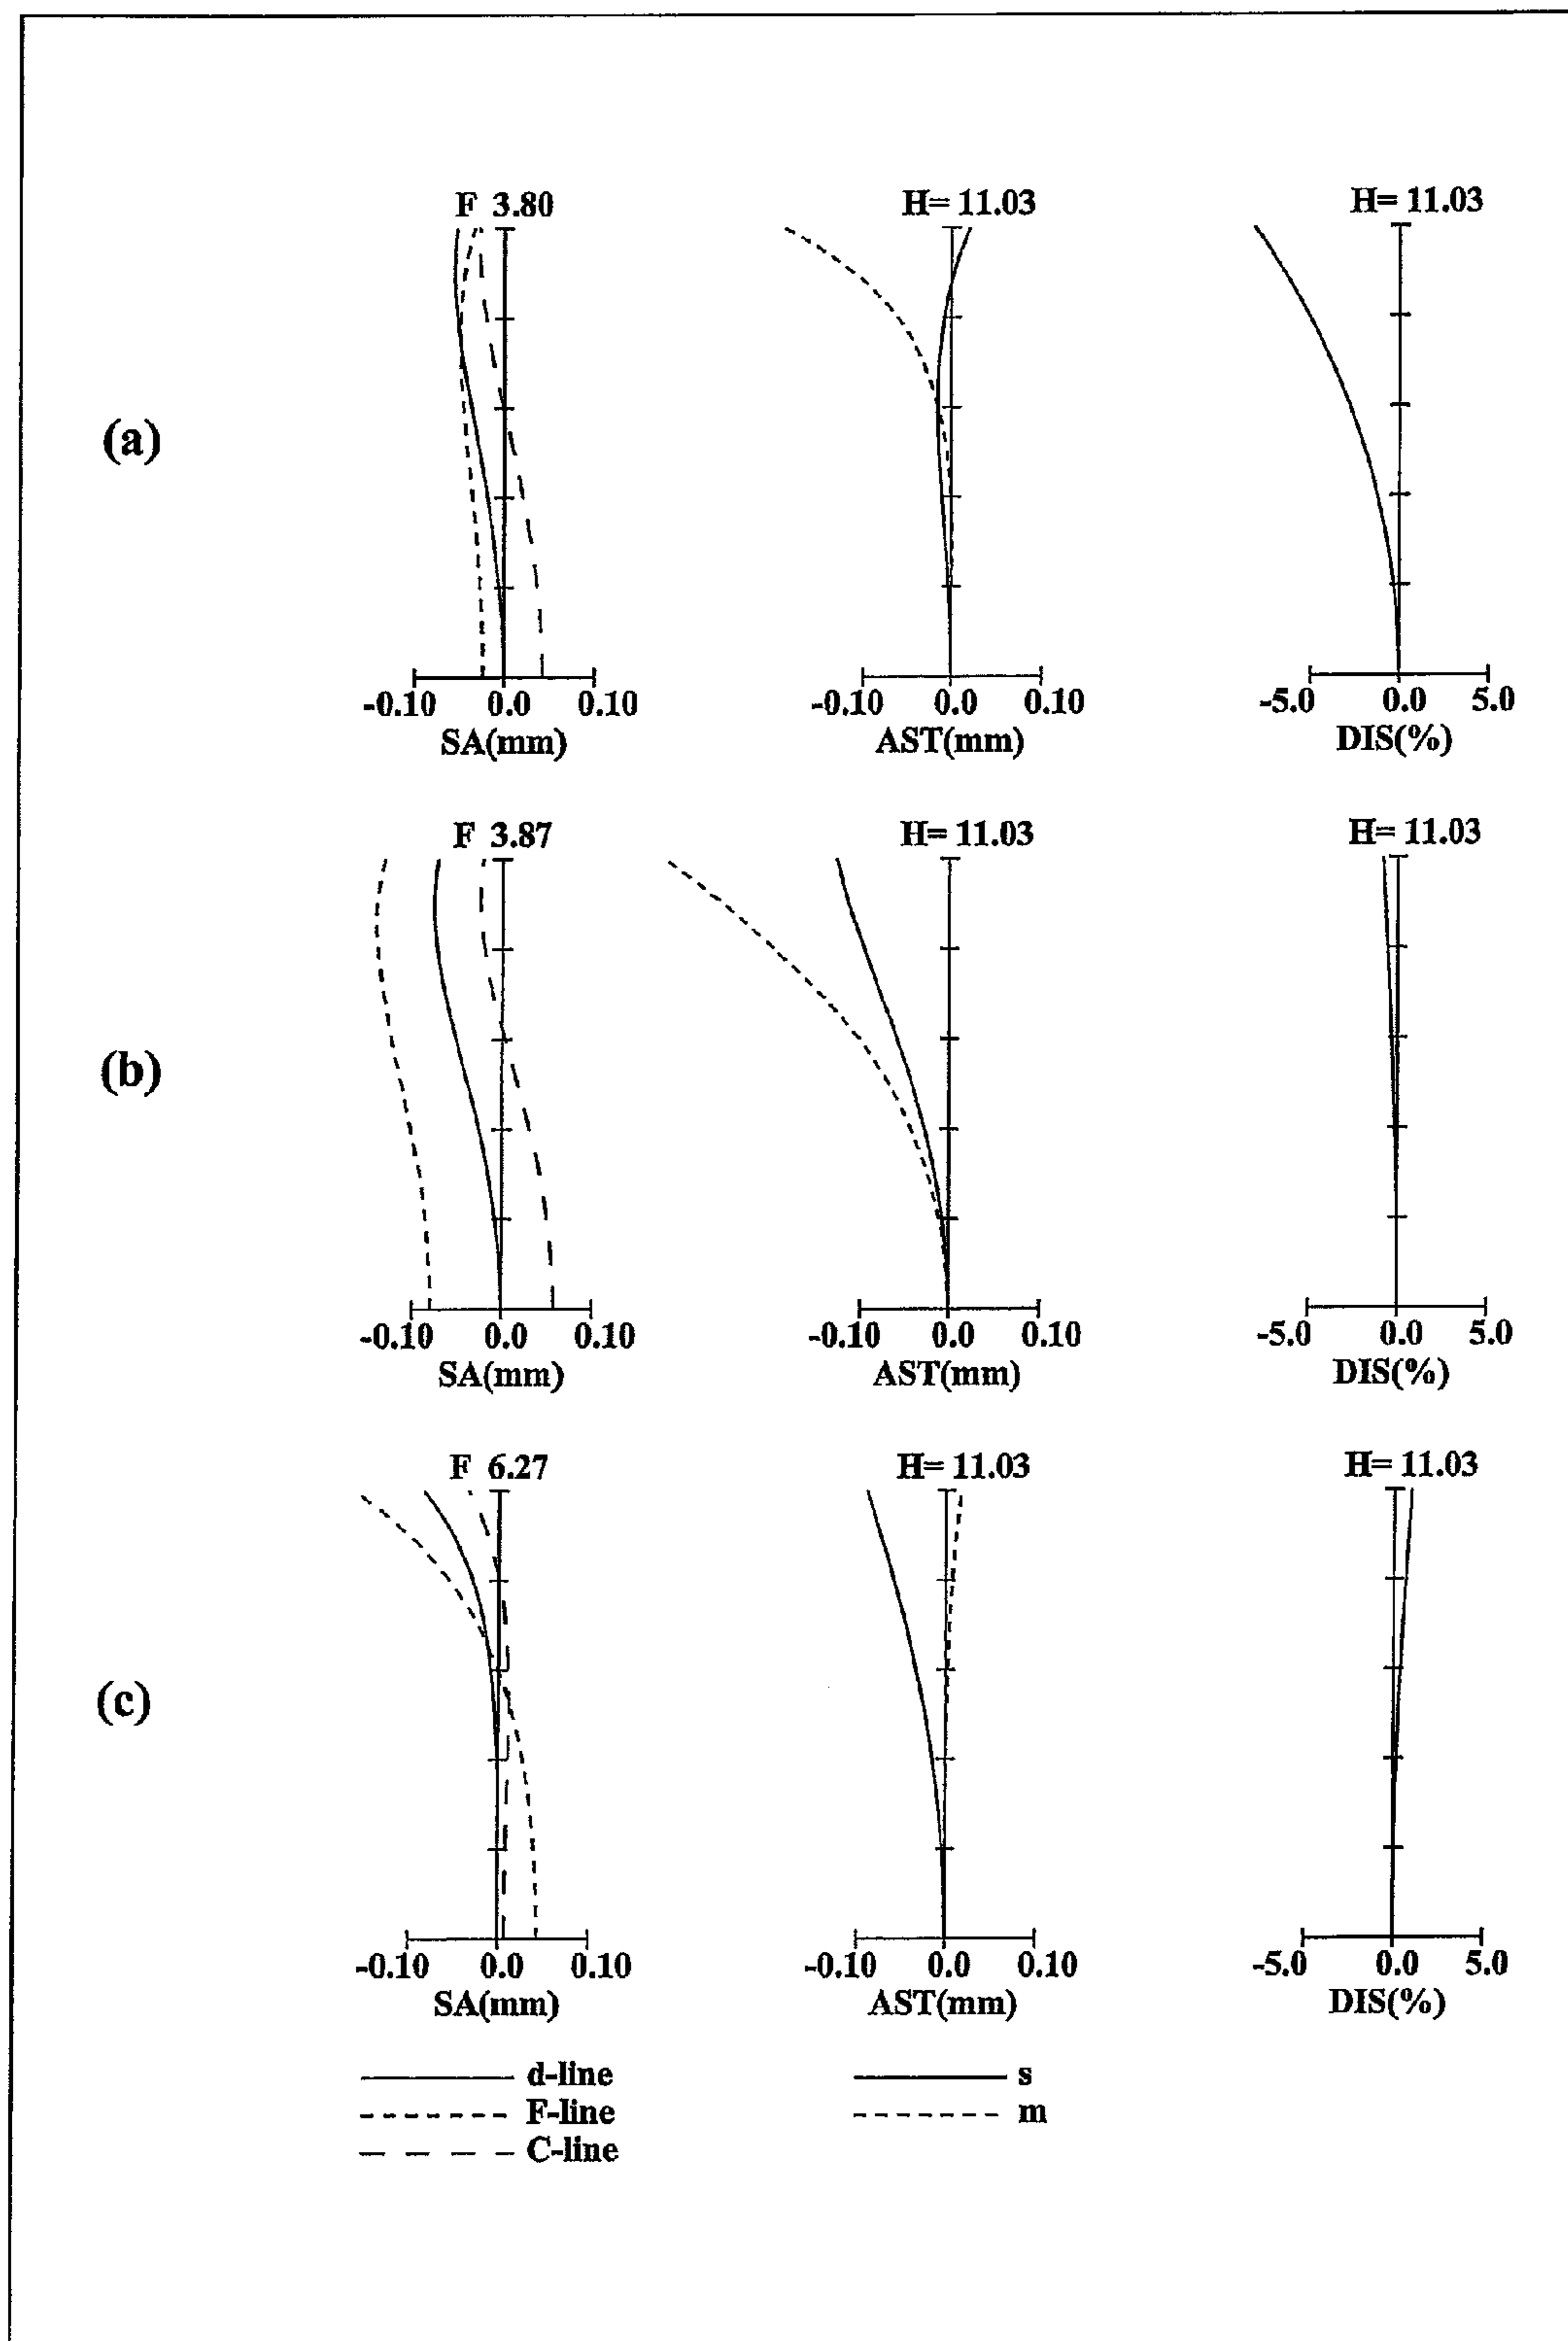 F 3.80 H= 11.03 H= 11.03
(a)
-0.10 0.0 0.10 -0.10 0.0 0.10 -5.0 0.0 5.0
SA(mm) AST(mm) DIS(%)
F 3.87 H= 11.03 H= 11.03
(b)
-0.10 0.0 0.10 -0.10 0.0 0.10 -5.0 0.0 5.0
SA(mm) AST(mm) DIS(%)
F 6.27 H= 11.03 H= 11.03
(c)
-0.10 0.0 0.10 -0.10 0.0 0.10 -5.0 0.0 5.0
SA(mm) AST(mm) DIS(%)
d-line s
F-line m
C-line